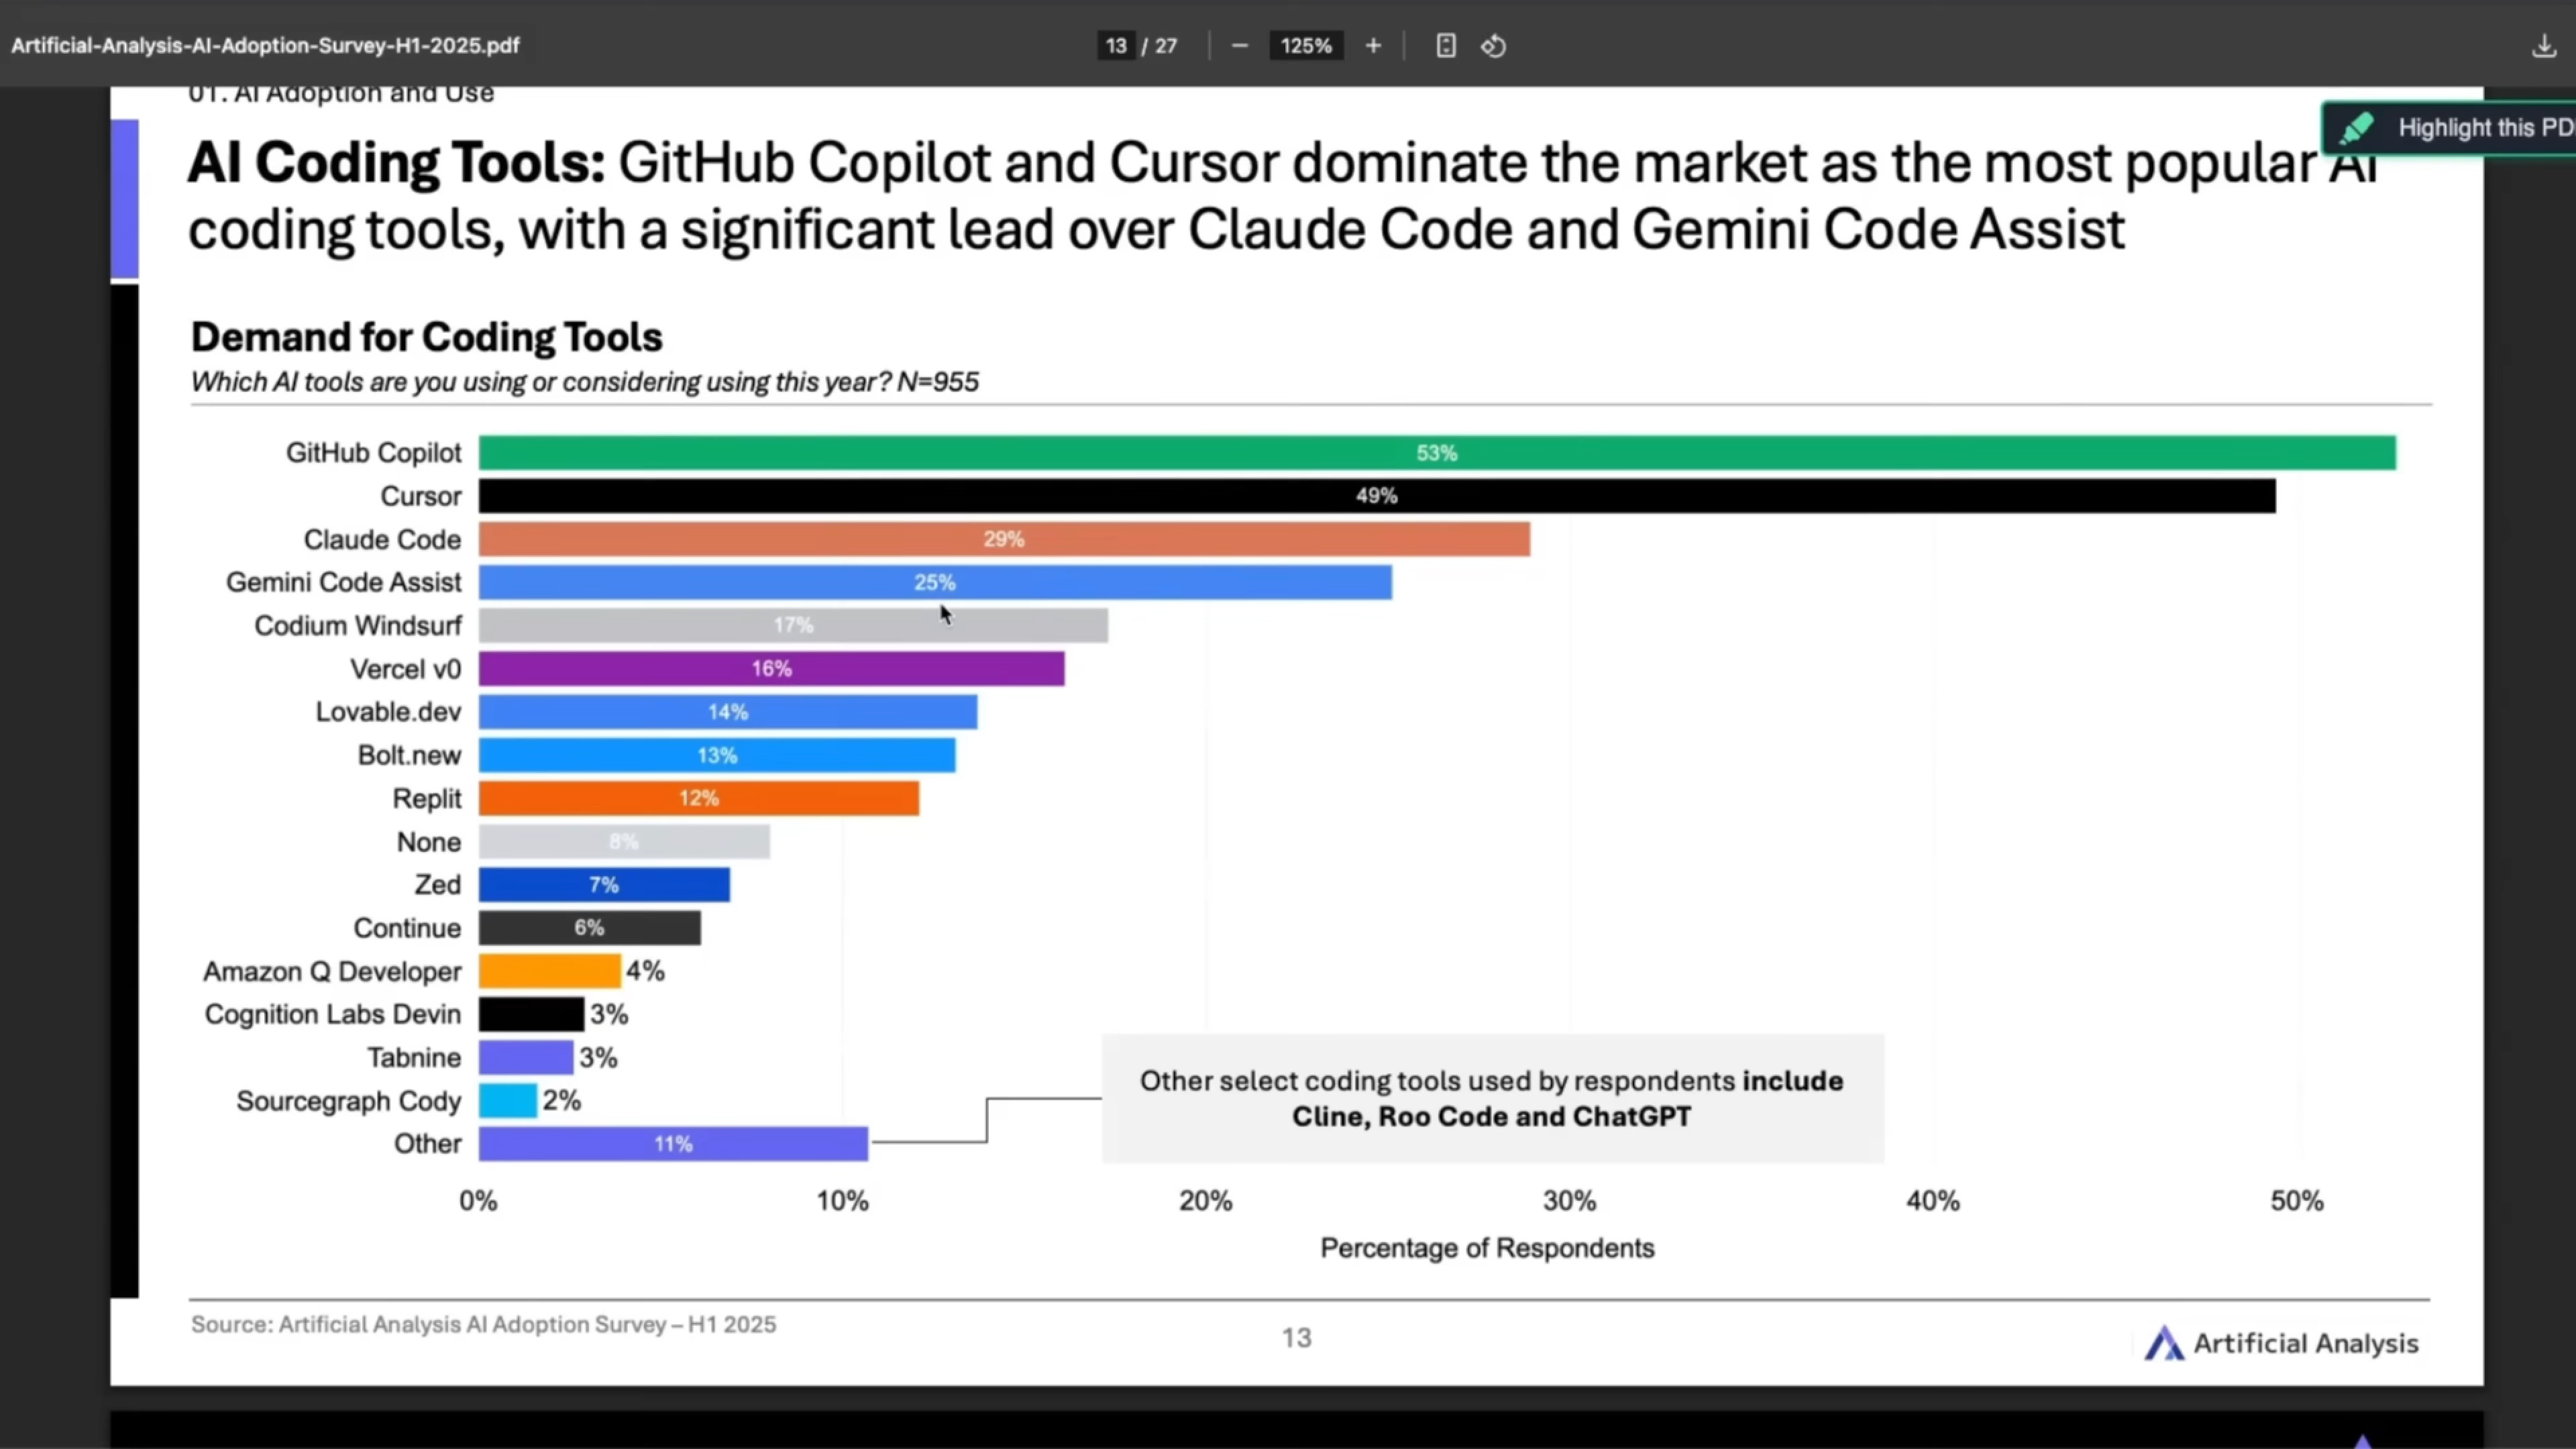 Artificial-Analysis-AI-Adoption-Survey-H1-2025.pdf
13 / 27
125%
01. AI Adoption and Use
Highlight this PD
AI Coding Tools: GitHub Copilot and Cursor dominate the market as the most popular AI
coding tools, with a significant lead over Claude Code and Gemini Code Assist
Demand for Coding Tools
Which AI tools are you using or considering using this year? N=955
GitHub Copilot 53%
Cursor 49%
Claude Code 29%
Gemini Code Assist 25%
Codium Windsurf 17%
Vercel v0 16%
Lovable.dev 14%
Bolt.new 13%
Replit 12%
None 8%
Zed 7%
Continue 6%
Amazon Q Developer 4%
Cognition Labs Devin 3%
Tabnine 3%
Sourcegraph Cody 2%
Other 11%
Other select coding tools used by respondents include
Cline, Roo Code and ChatGPT
0% 10% 20% 30% 40% 50%
Percentage of Respondents
Source: Artificial Analysis AI Adoption Survey – H1 2025
13
Artificial Analysis